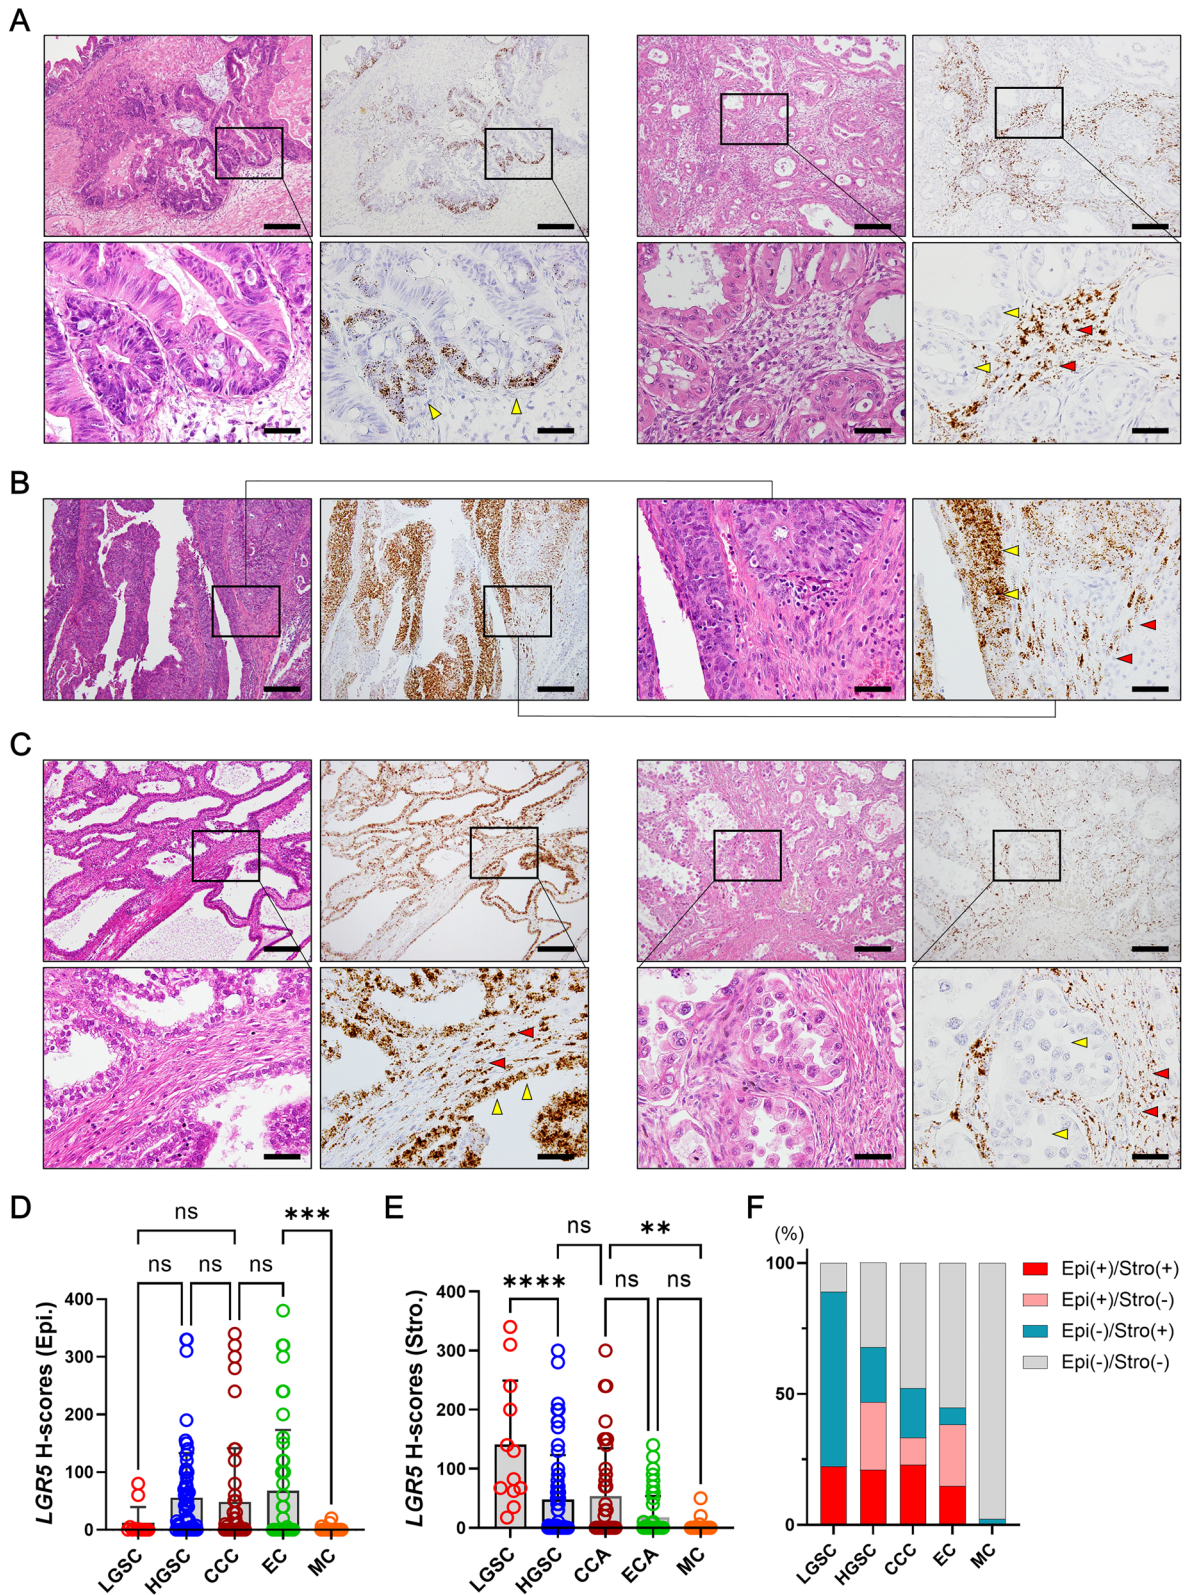 A
B
C
D
E
F
ns
***
ns
ns
ns
400
300
200
100
0
LGR5 H-scores (Epi.)
LGSC
HGSC
CCC
EC
MC
ns
**
****
ns
ns
400
300
200
100
0
LGR5 H-scores (Stro.)
LGSC
HGSC
CCA
ECA
MC
(%)
100
50
0
LGSC
HGSC
CCC
EC
MC
Epi(+)/Stro(+)
Epi(+)/Stro(-)
Epi(-)/Stro(+)
Epi(-)/Stro(-)